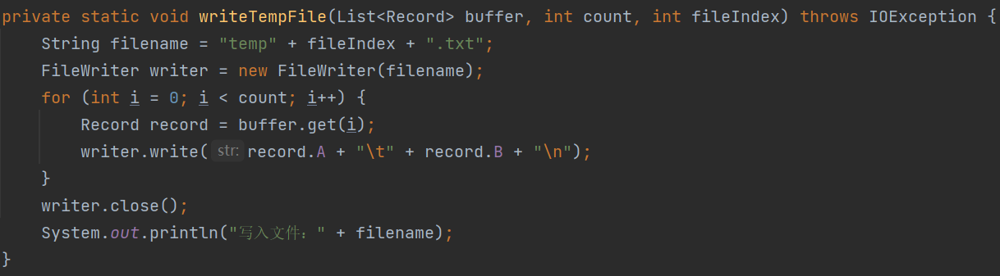 private static void writeTempFile(List<Record> buffer, int count, int fileIndex) throws IOException {
    String filename = "temp" + fileIndex + ".txt";
    FileWriter writer = new FileWriter(filename);
    for (int i = 0; i < count; i++) {
        Record record = buffer.get(i);
        writer.write( str: record.A + "\t" + record.B + "\n");
    }
    writer.close();
    System.out.println("写入文件：" + filename);
}